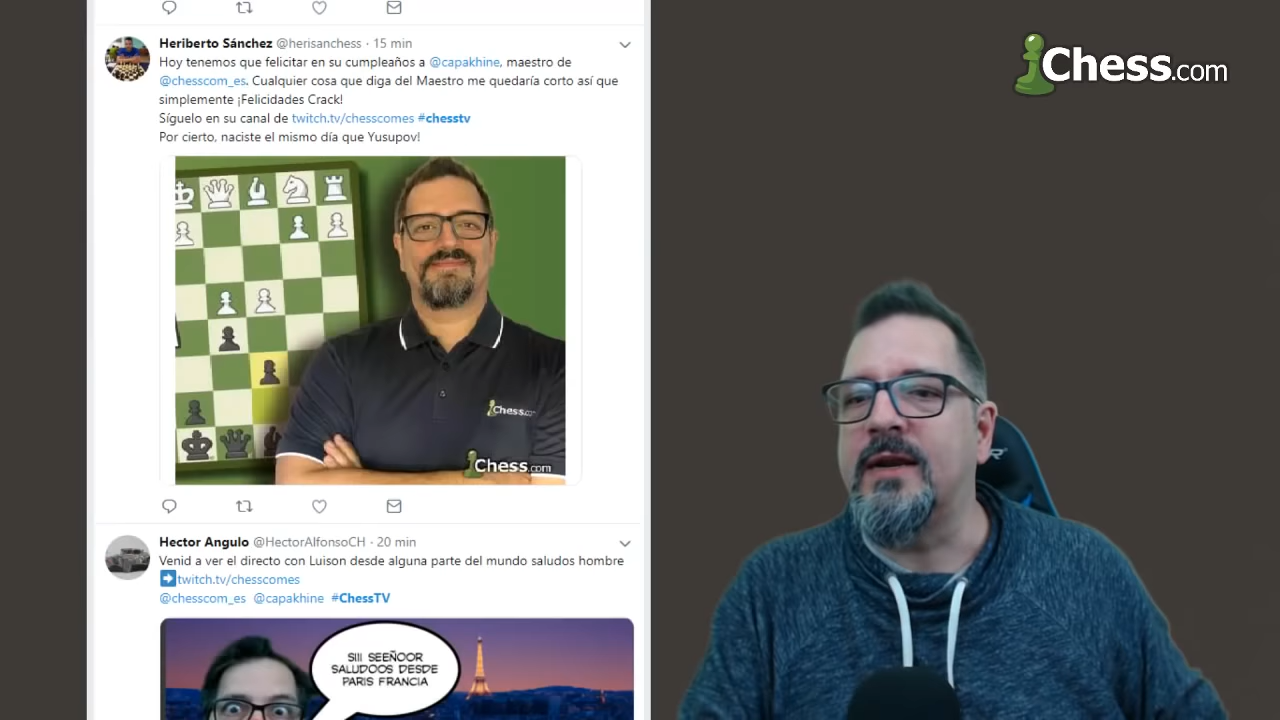 Chess.com
Heriberto Sánchez @herisanchess · 15 min
Hoy tenemos que felicitar en su cumpleaños a @capakhine, maestro de
@chesscom_es. Cualquier cosa que diga del Maestro me quedaría corto así que
simplemente ¡Felicidades Crack!
Síguelo en su canal de twitch.tv/chesscomes #chesstv
Por cierto, naciste el mismo día que Yusupov!
Chess.com
Chess.com
Hector Angulo @HectorAlfonsoCH · 20 min
Venid a ver el directo con Luison desde alguna parte del mundo saludos hombre
➡twitch.tv/chesscomes
@chesscom_es @capakhine #ChessTV
SIII SEEÑOOR
SALUDOOS DESDE
PARIS FRANCIA